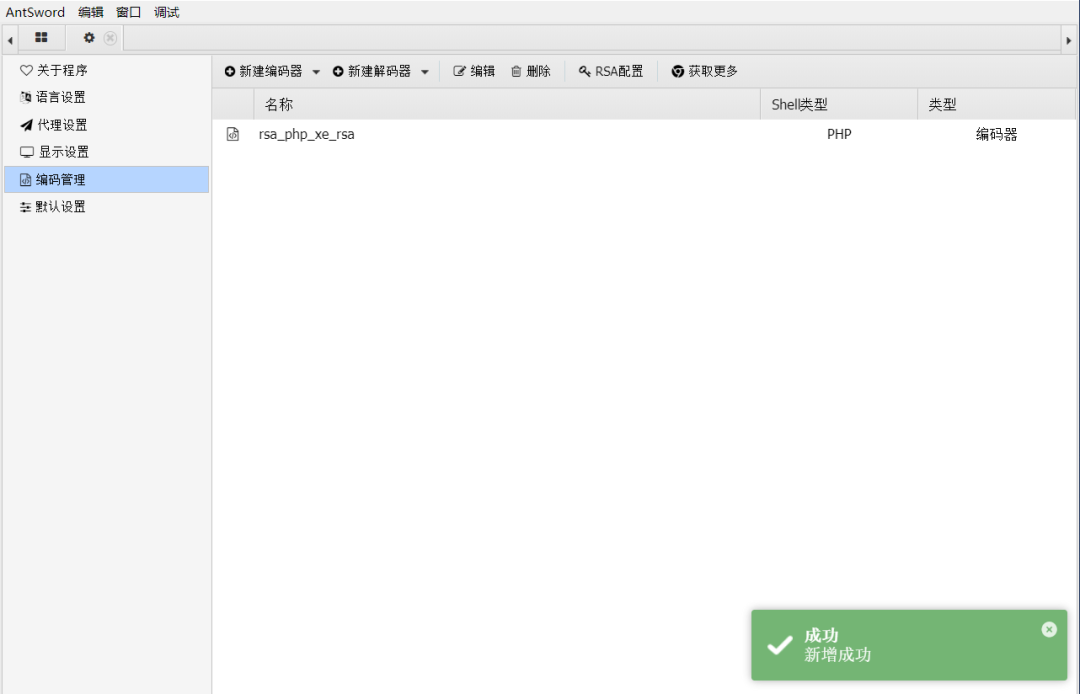 AntSword 编辑 窗口 调试
关于程序
语言设置
代理设置
显示设置
编码管理
默认设置
新建编码器 新建解码器 编辑 删除 RSA配置 获取更多
名称 Shell类型 类型
rsa_php_xe_rsa PHP 编码器
成功
新增成功